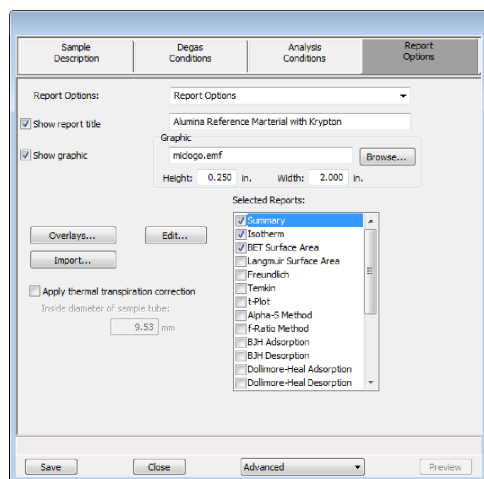 Sample Description
Degas Conditions
Analysis Conditions
Report Options
Report Options:
Report Options
Show report title
Alumina Reference Marterial with Krypton
Graphic
Show graphic
miclogo.emf
Browse...
Height: 0.250 in. Width: 2.000 in.
Selected Reports:
Summary
Isotherm
BET Surface Area
Langmuir Surface Area
Freundlich
Temkin
t-Plot
Alpha-S Method
f-Ratio Method
BJH Adsorption
BJH Desorption
Dollimore-Heal Adsorption
Dollimore-Heal Desorption
Overlays...
Edit...
Import...
Apply thermal transpiration correction
Inside diameter of sample tube:
9.53 mm
Save
Close
Advanced
Preview